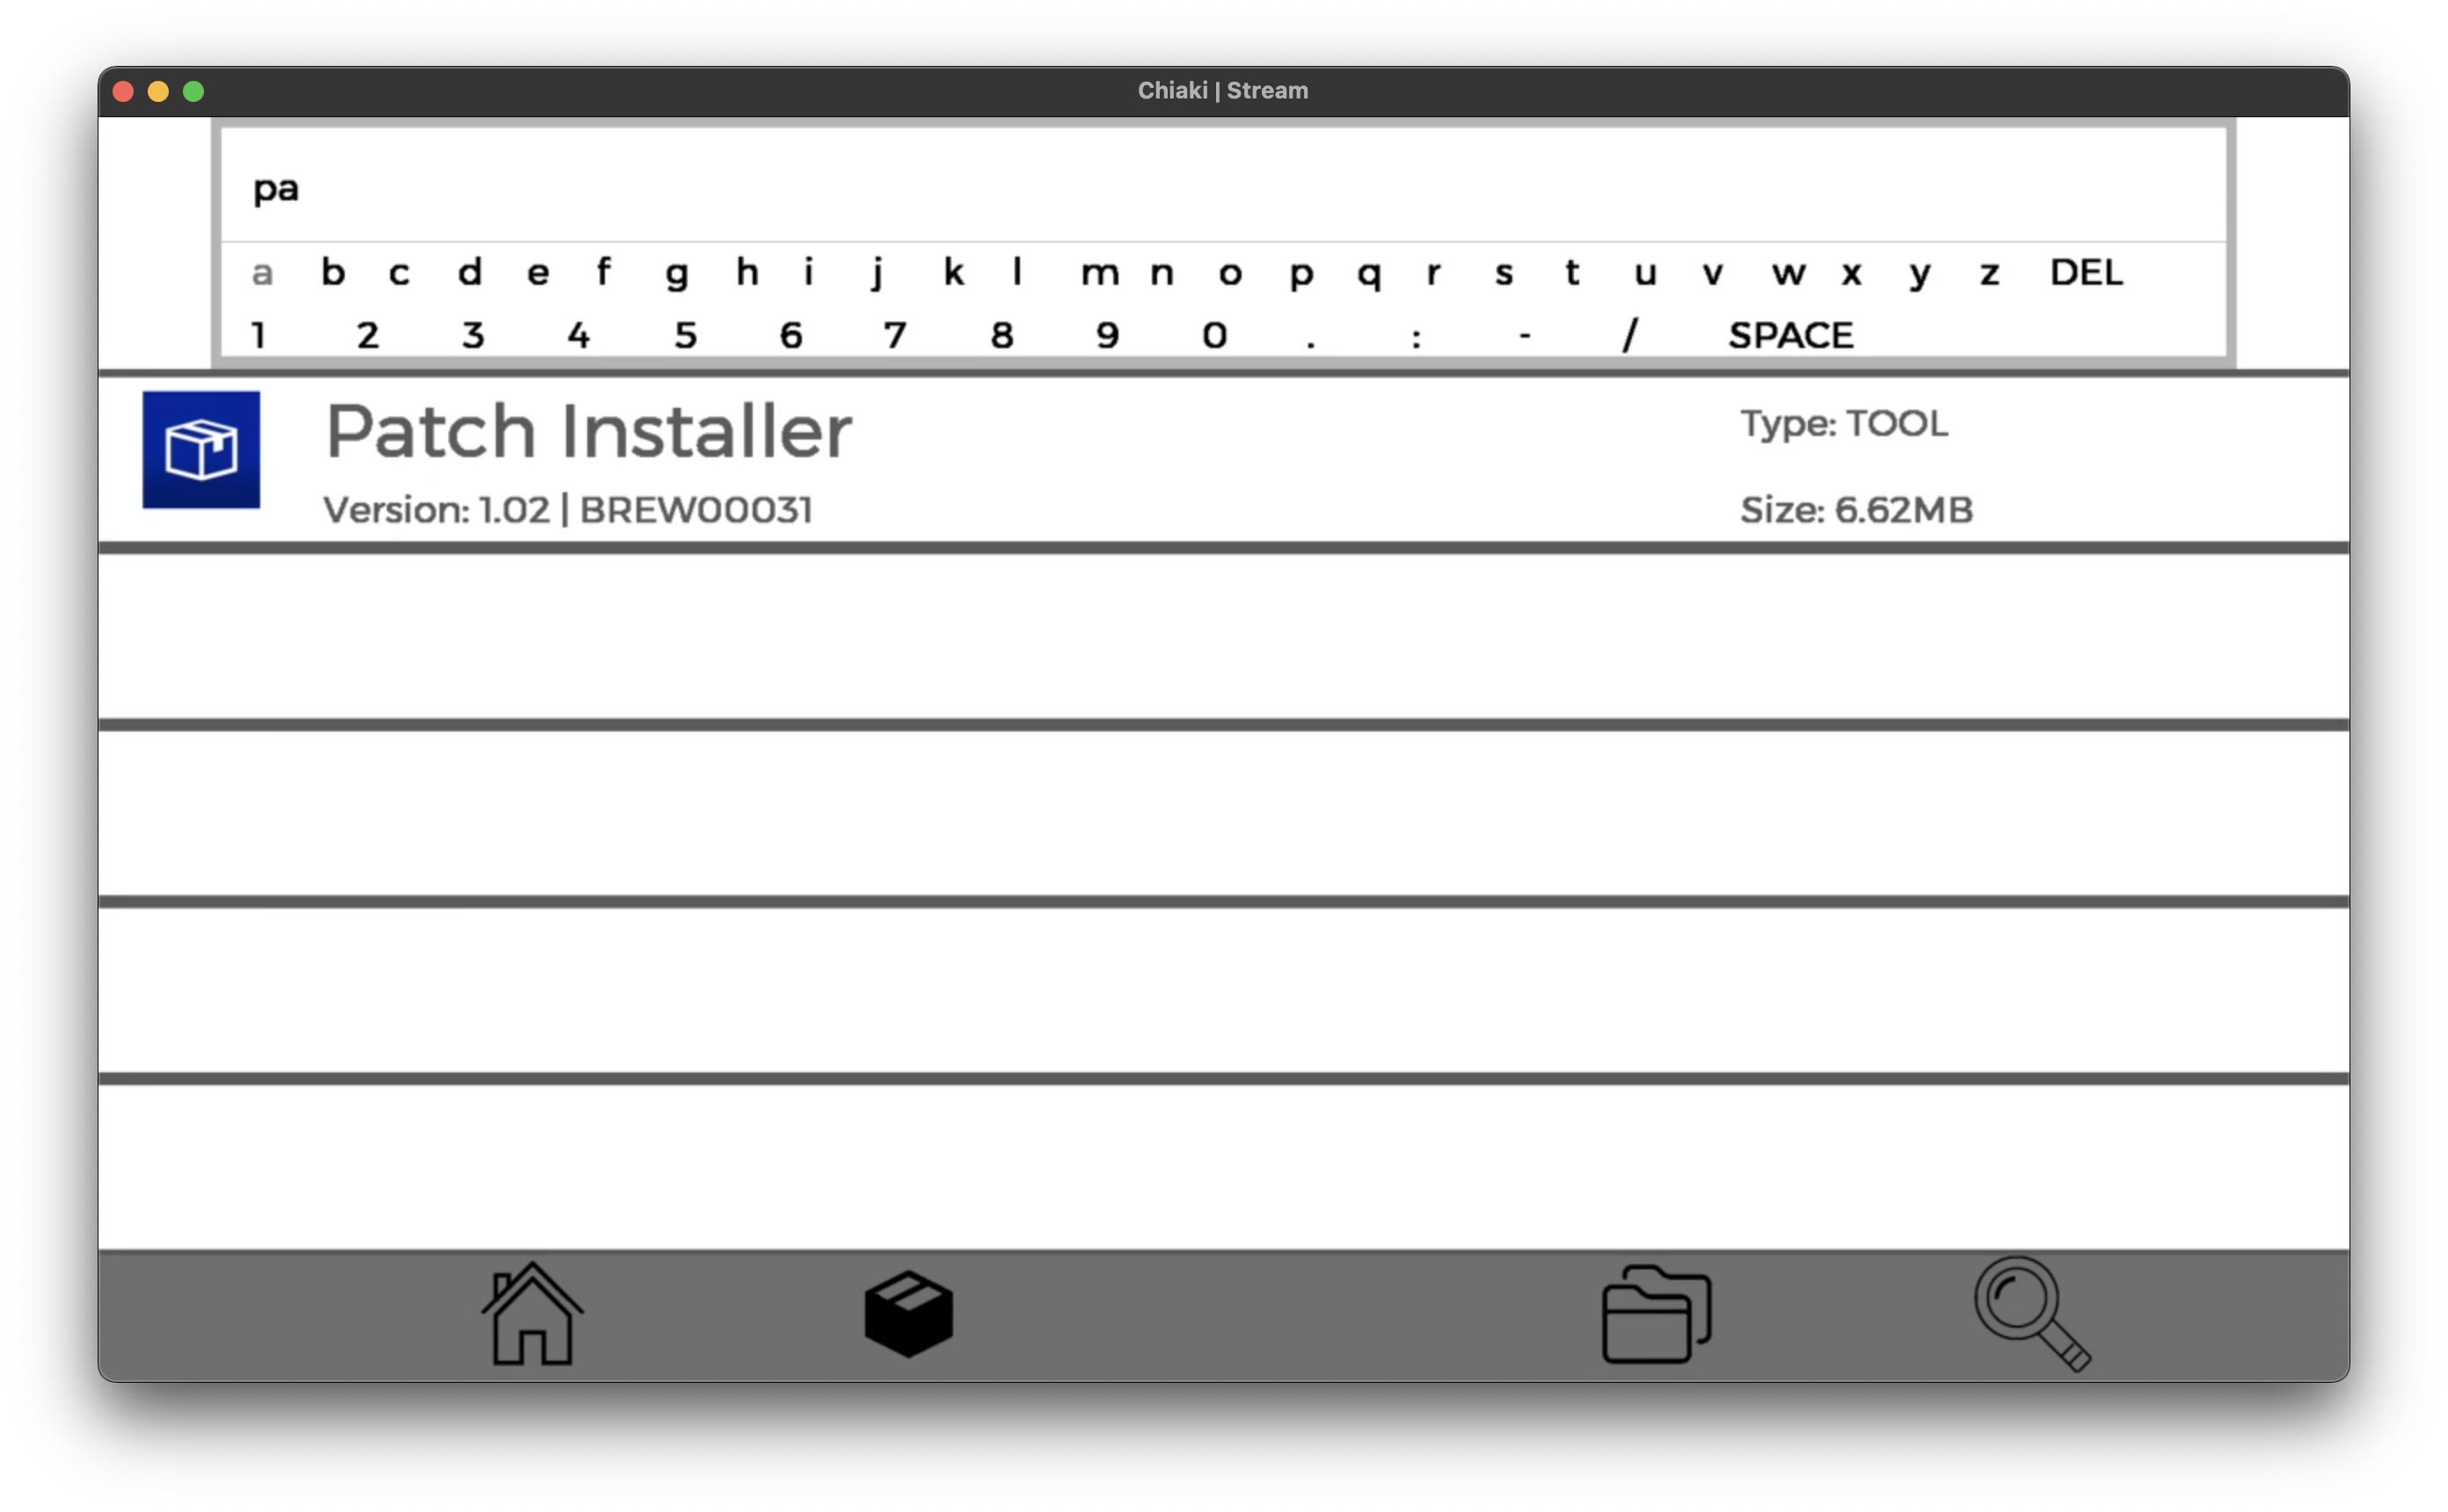 Chiaki | Stream
pa
a b c d e f g h i j k l m n o p q r s t u v w x y z DEL
1 2 3 4 5 6 7 8 9 0 . : - / SPACE
Patch Installer
Type: TOOL
Version: 1.02 | BREW00031
Size: 6.62MB